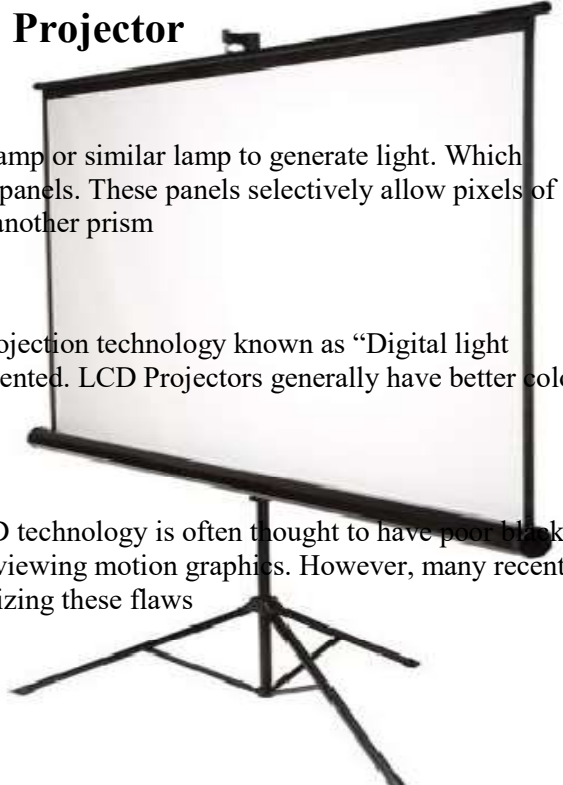 Projector
amp or similar lamp to generate light. Which
panels. These panels selectively allow pixels of
another prism
ojection technology known as “Digital light
ented. LCD Projectors generally have better colo
D technology is often thought to have poor black
viewing motion graphics. However, many recent
izing these flaws